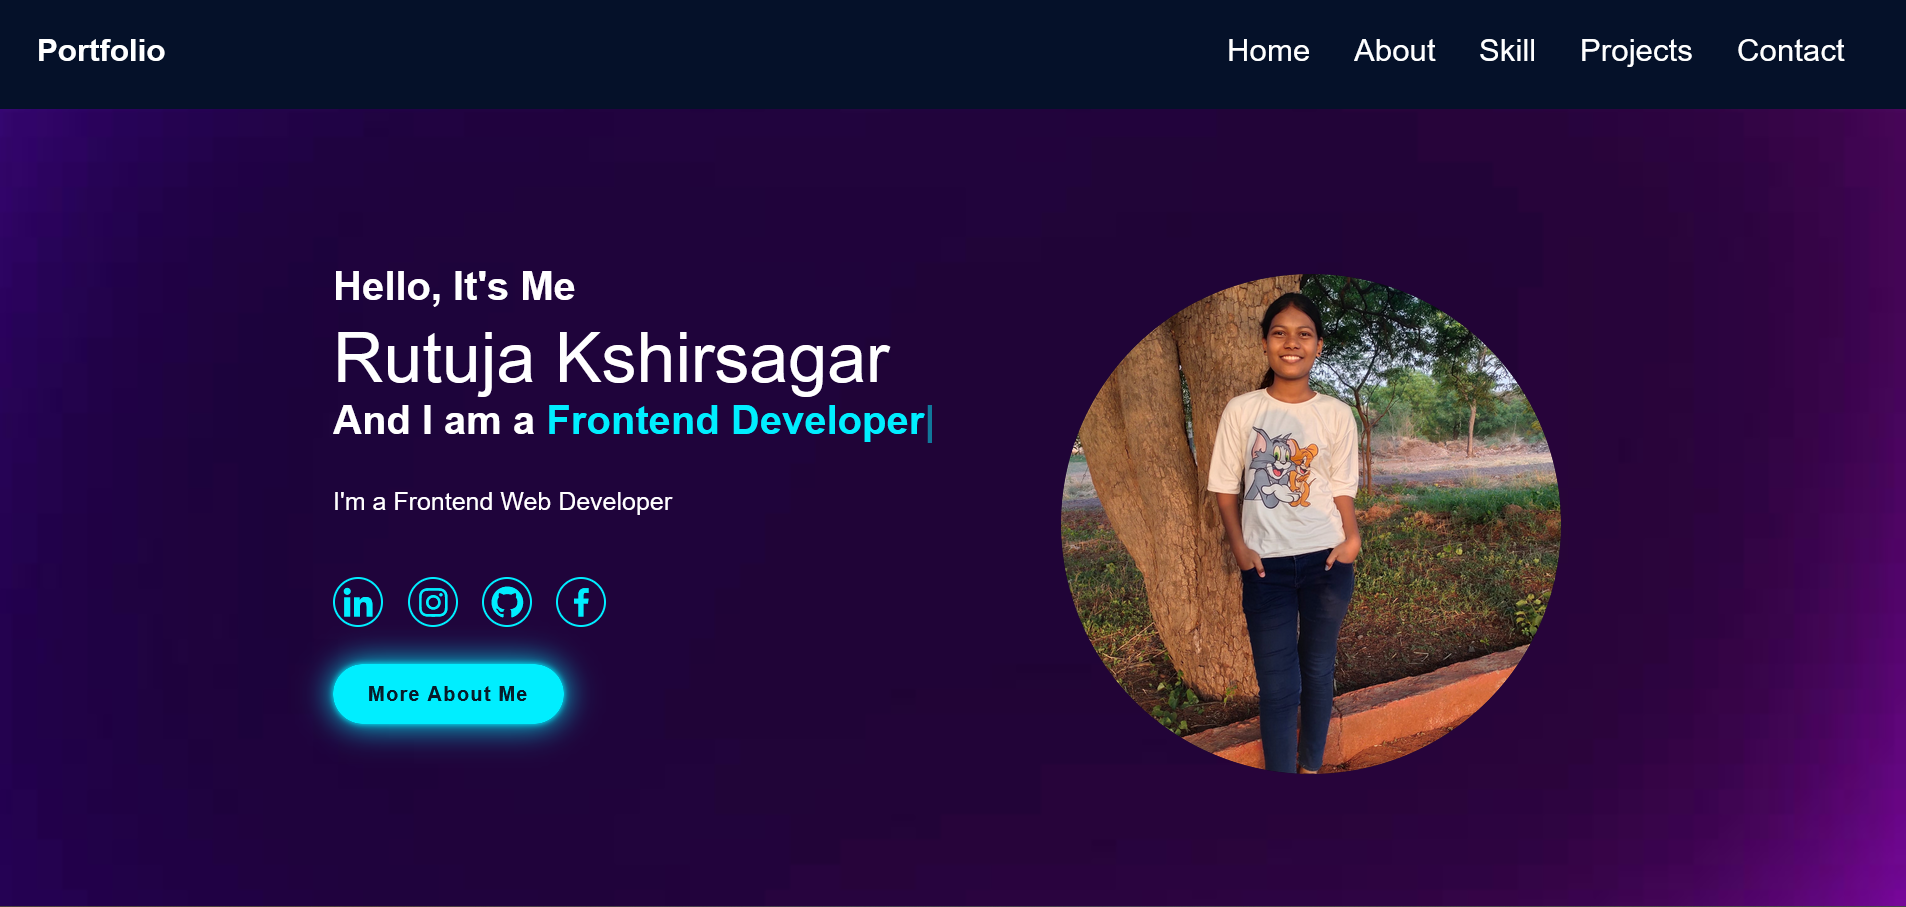 Portfolio
Home About Skill Projects Contact
Hello, It's Me
Rutuja Kshirsagar
And I am a Frontend Developer|
I'm a Frontend Web Developer
More About Me